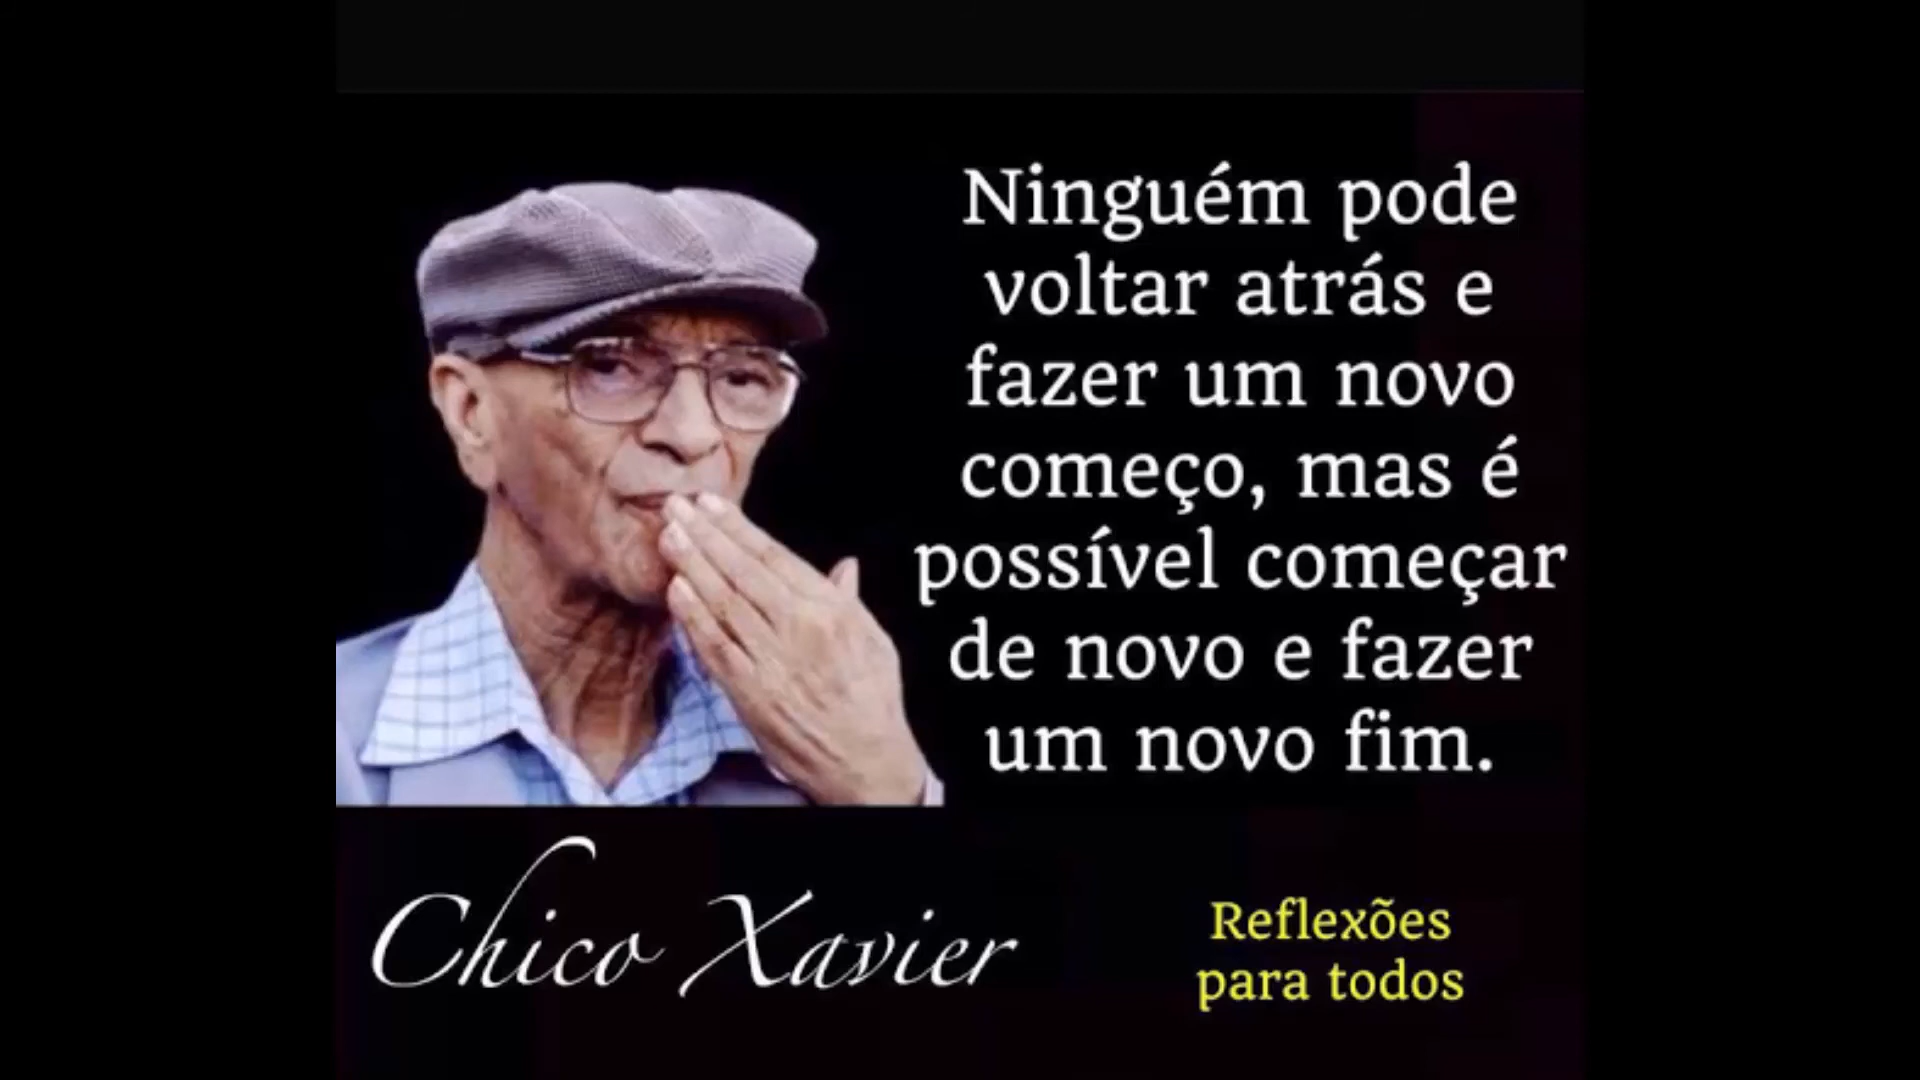 Ninguém pode
voltar atrás e
fazer um novo
começo, mas é
possível começar
de novo e fazer
um novo fim.
Chico Xavier
Reflexões
para todos